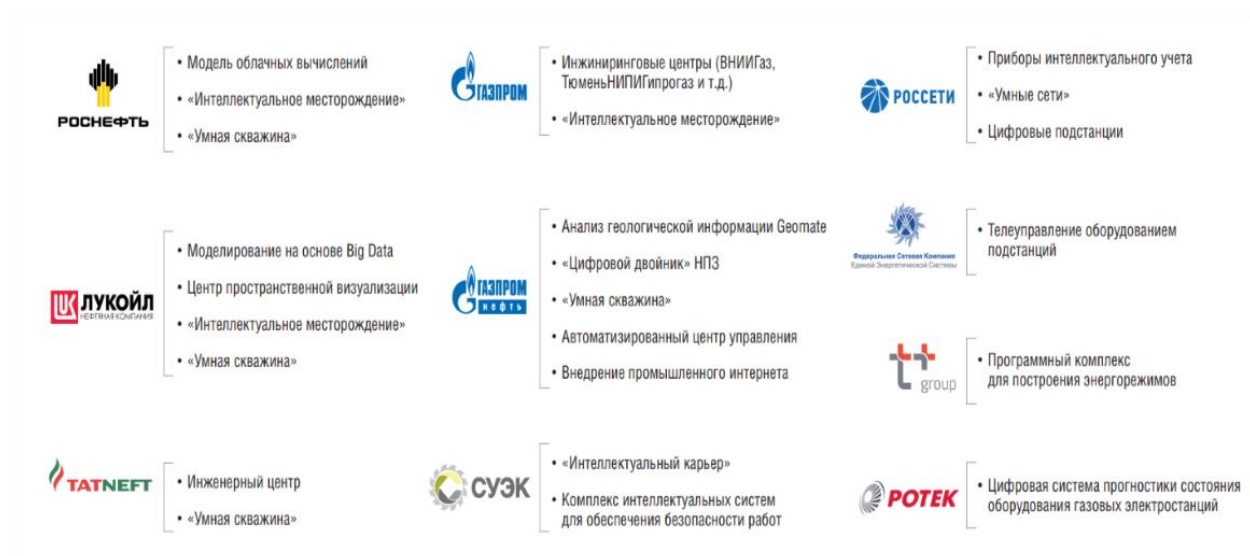 РОСНЕФТЬ
• Модель облачных вычислений
• «Интеллектуальное месторождение»
• «Умная скважина»
ГАЗПРОМ
• Инжиниринговые центры (ВНИИГаз,
ТюменьНИПИГипрогаз и т.д.)
• «Интеллектуальное месторождение»
РОССЕТИ
• Приборы интеллектуального учета
• «Умные сети»
• Цифровые подстанции
ЛУКОЙЛ
НЕФТЯНАЯ КОМПАНИЯ
• Моделирование на основе Big Data
• Центр пространственной визуализации
• «Интеллектуальное месторождение»
• «Умная скважина»
ГАЗПРОМ
НЕФТЬ
• Анализ геологической информации Geomate
• «Цифровой двойник» НПЗ
• «Умная скважина»
• Автоматизированный центр управления
• Внедрение промышленного интернета
Федеральная Сетевая Компания
Единой Энергетической Системы
• Телеуправление оборудованием
подстанций
t+
group
• Программный комплекс
для построения энергорежимов
TATNEFT
• Инженерный центр
• «Умная скважина»
СУЭК
• «Интеллектуальный карьер»
• Комплекс интеллектуальных систем
для обеспечения безопасности работ
РОТЕК
• Цифровая система прогностики состояния
оборудования газовых электростанций